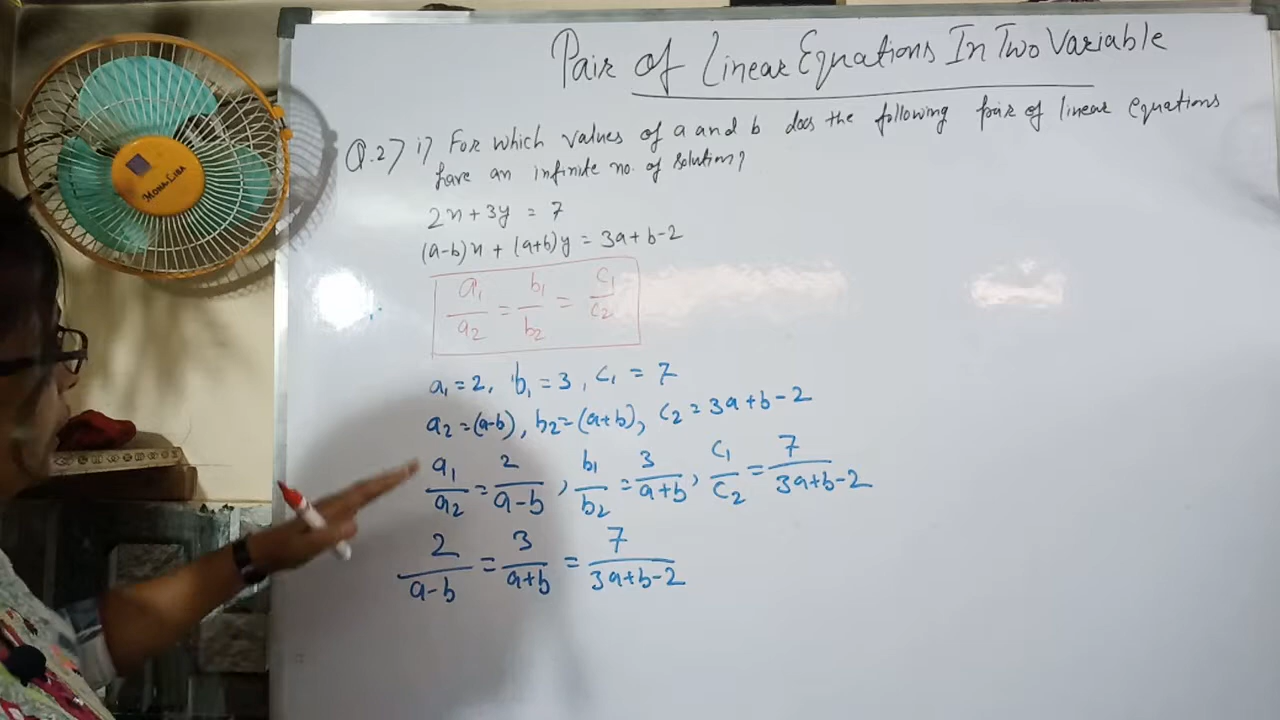 Pair of Linear Equations In Two Variable
Q.2) i) For which values of a and b does the following pair of linear equations
have an infinite no. of solution?
2x + 3y = 7
(a-b)x + (a+b)y = 3a+b-2
a₁/a₂ = b₁/b₂ = c₁/c₂
a₁ = 2, b₁ = 3, c₁ = 7
a₂ = (a-b), b₂ = (a+b), c₂ = 3a+b-2
a₁/a₂ = 2/a-b, b₁/b₂ = 3/a+b, c₁/c₂ = 7/3a+b-2
2/a-b = 3/a+b = 7/3a+b-2
MONA-LISA